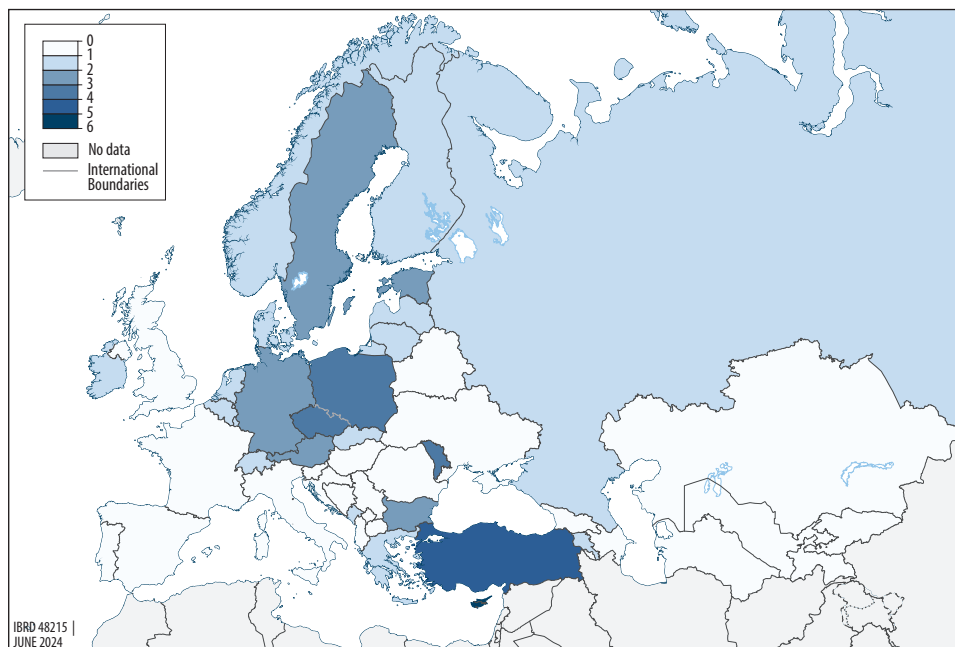 0
1
2
3
4
5
6
No data
International
Boundaries
IBRD 48215 |
JUNE 2024